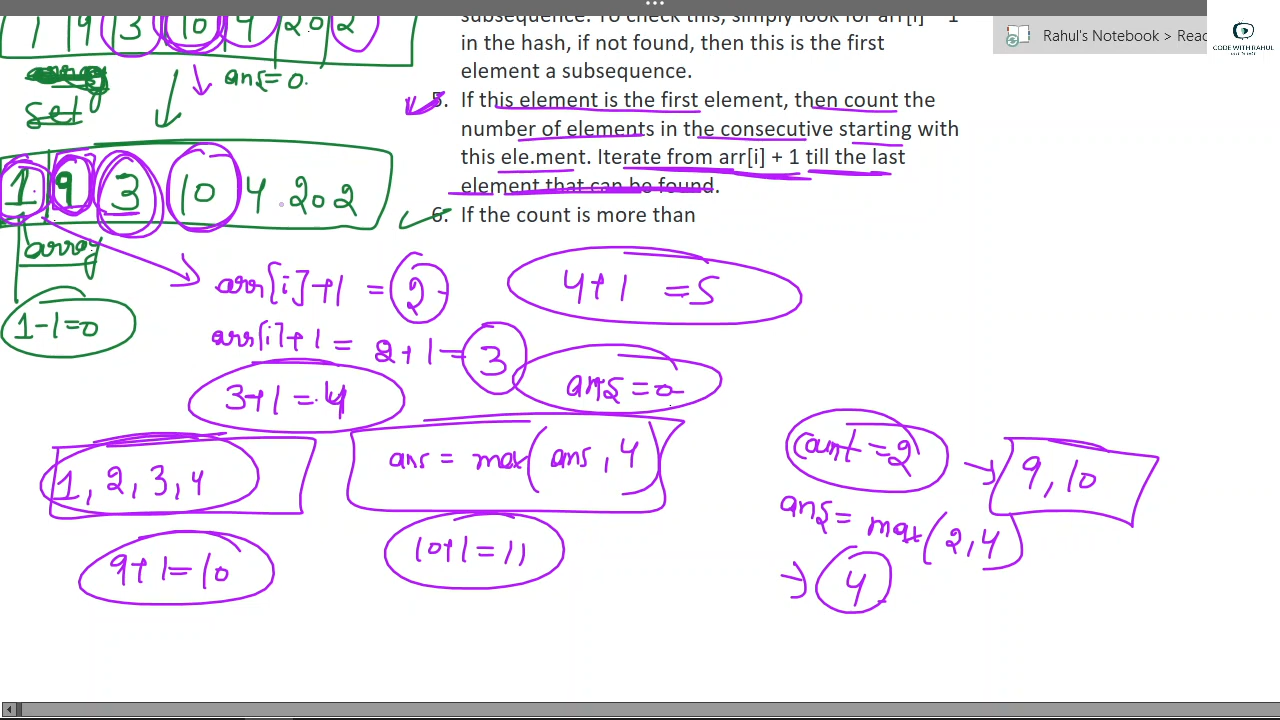 1 9 3 10 4 20 2
array
ans=0.
Set
1 9 3 10 4 20 2
array
1-1=0
subsequence. To check this, simply look for arr[i] – 1
in the hash, if not found, then this is the first
element a subsequence.
5. If this element is the first element, then count the
number of elements in the consecutive starting with
this ele.ment. Iterate from arr[i] + 1 till the last
element that can be found.
6. If the count is more than
Rahul's Notebook > Read
CODE WITH RAHUL
arr[i]+1 = 2
4+1 =5
arr[i]+1 = 2+1=3
3+1=4
ans=0
1, 2, 3, 4
ans = max(ans, 4)
count=2
→ 9, 10
ans= max(2,4)
→ 4
9+1=10
10+1=11